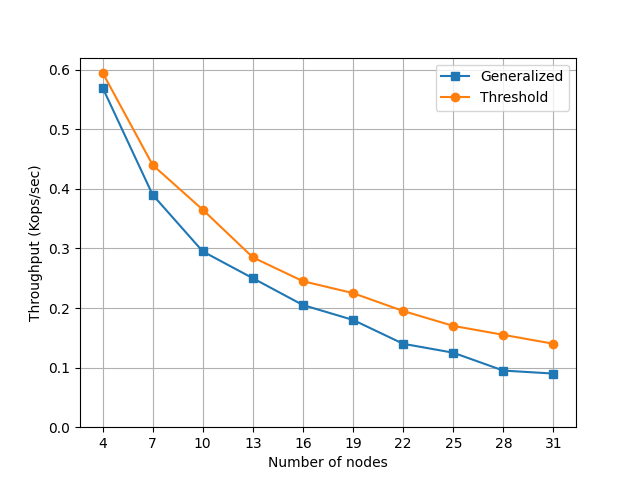 Generalized
Threshold
Throughput (Kops/sec)
0.6
0.5
0.4
0.3
0.2
0.1
0.0
4 7 10 13 16 19 22 25 28 31
Number of nodes